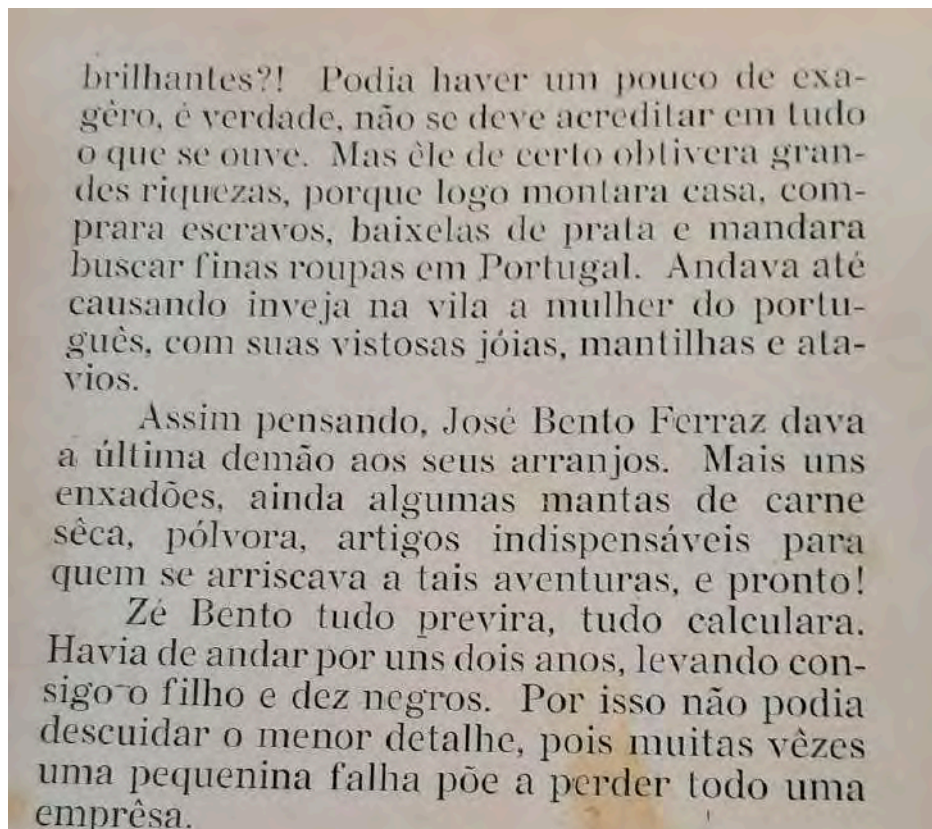 brilhantes?! Podia haver um pouco de exa-
gêro, é verdade, não se deve acreditar em tudo
o que se ouve. Mas êle de certo obtivera gran-
des riquezas, porque logo montara casa, com-
prara escravos, baixelas de prata e mandara
buscar finas roupas em Portugal. Andava até
causando inveja na vila a mulher do portu-
guês, com suas vistosas jóias, mantilhas e ata-
vios.
Assim pensando, José Bento Ferraz dava
a última demão aos seus arranjos. Mais uns
enxadões, ainda algumas mantas de carne
sêca, pólvora, artigos indispensáveis para
quem se arriscava a tais aventuras, e pronto!
Zé Bento tudo previra, tudo calculara.
Havia de andar por uns dois anos, levando con-
sigo o filho e dez negros. Por isso não podia
descuidar o menor detalhe, pois muitas vêzes
uma pequenina falha põe a perder todo uma
emprêsa.